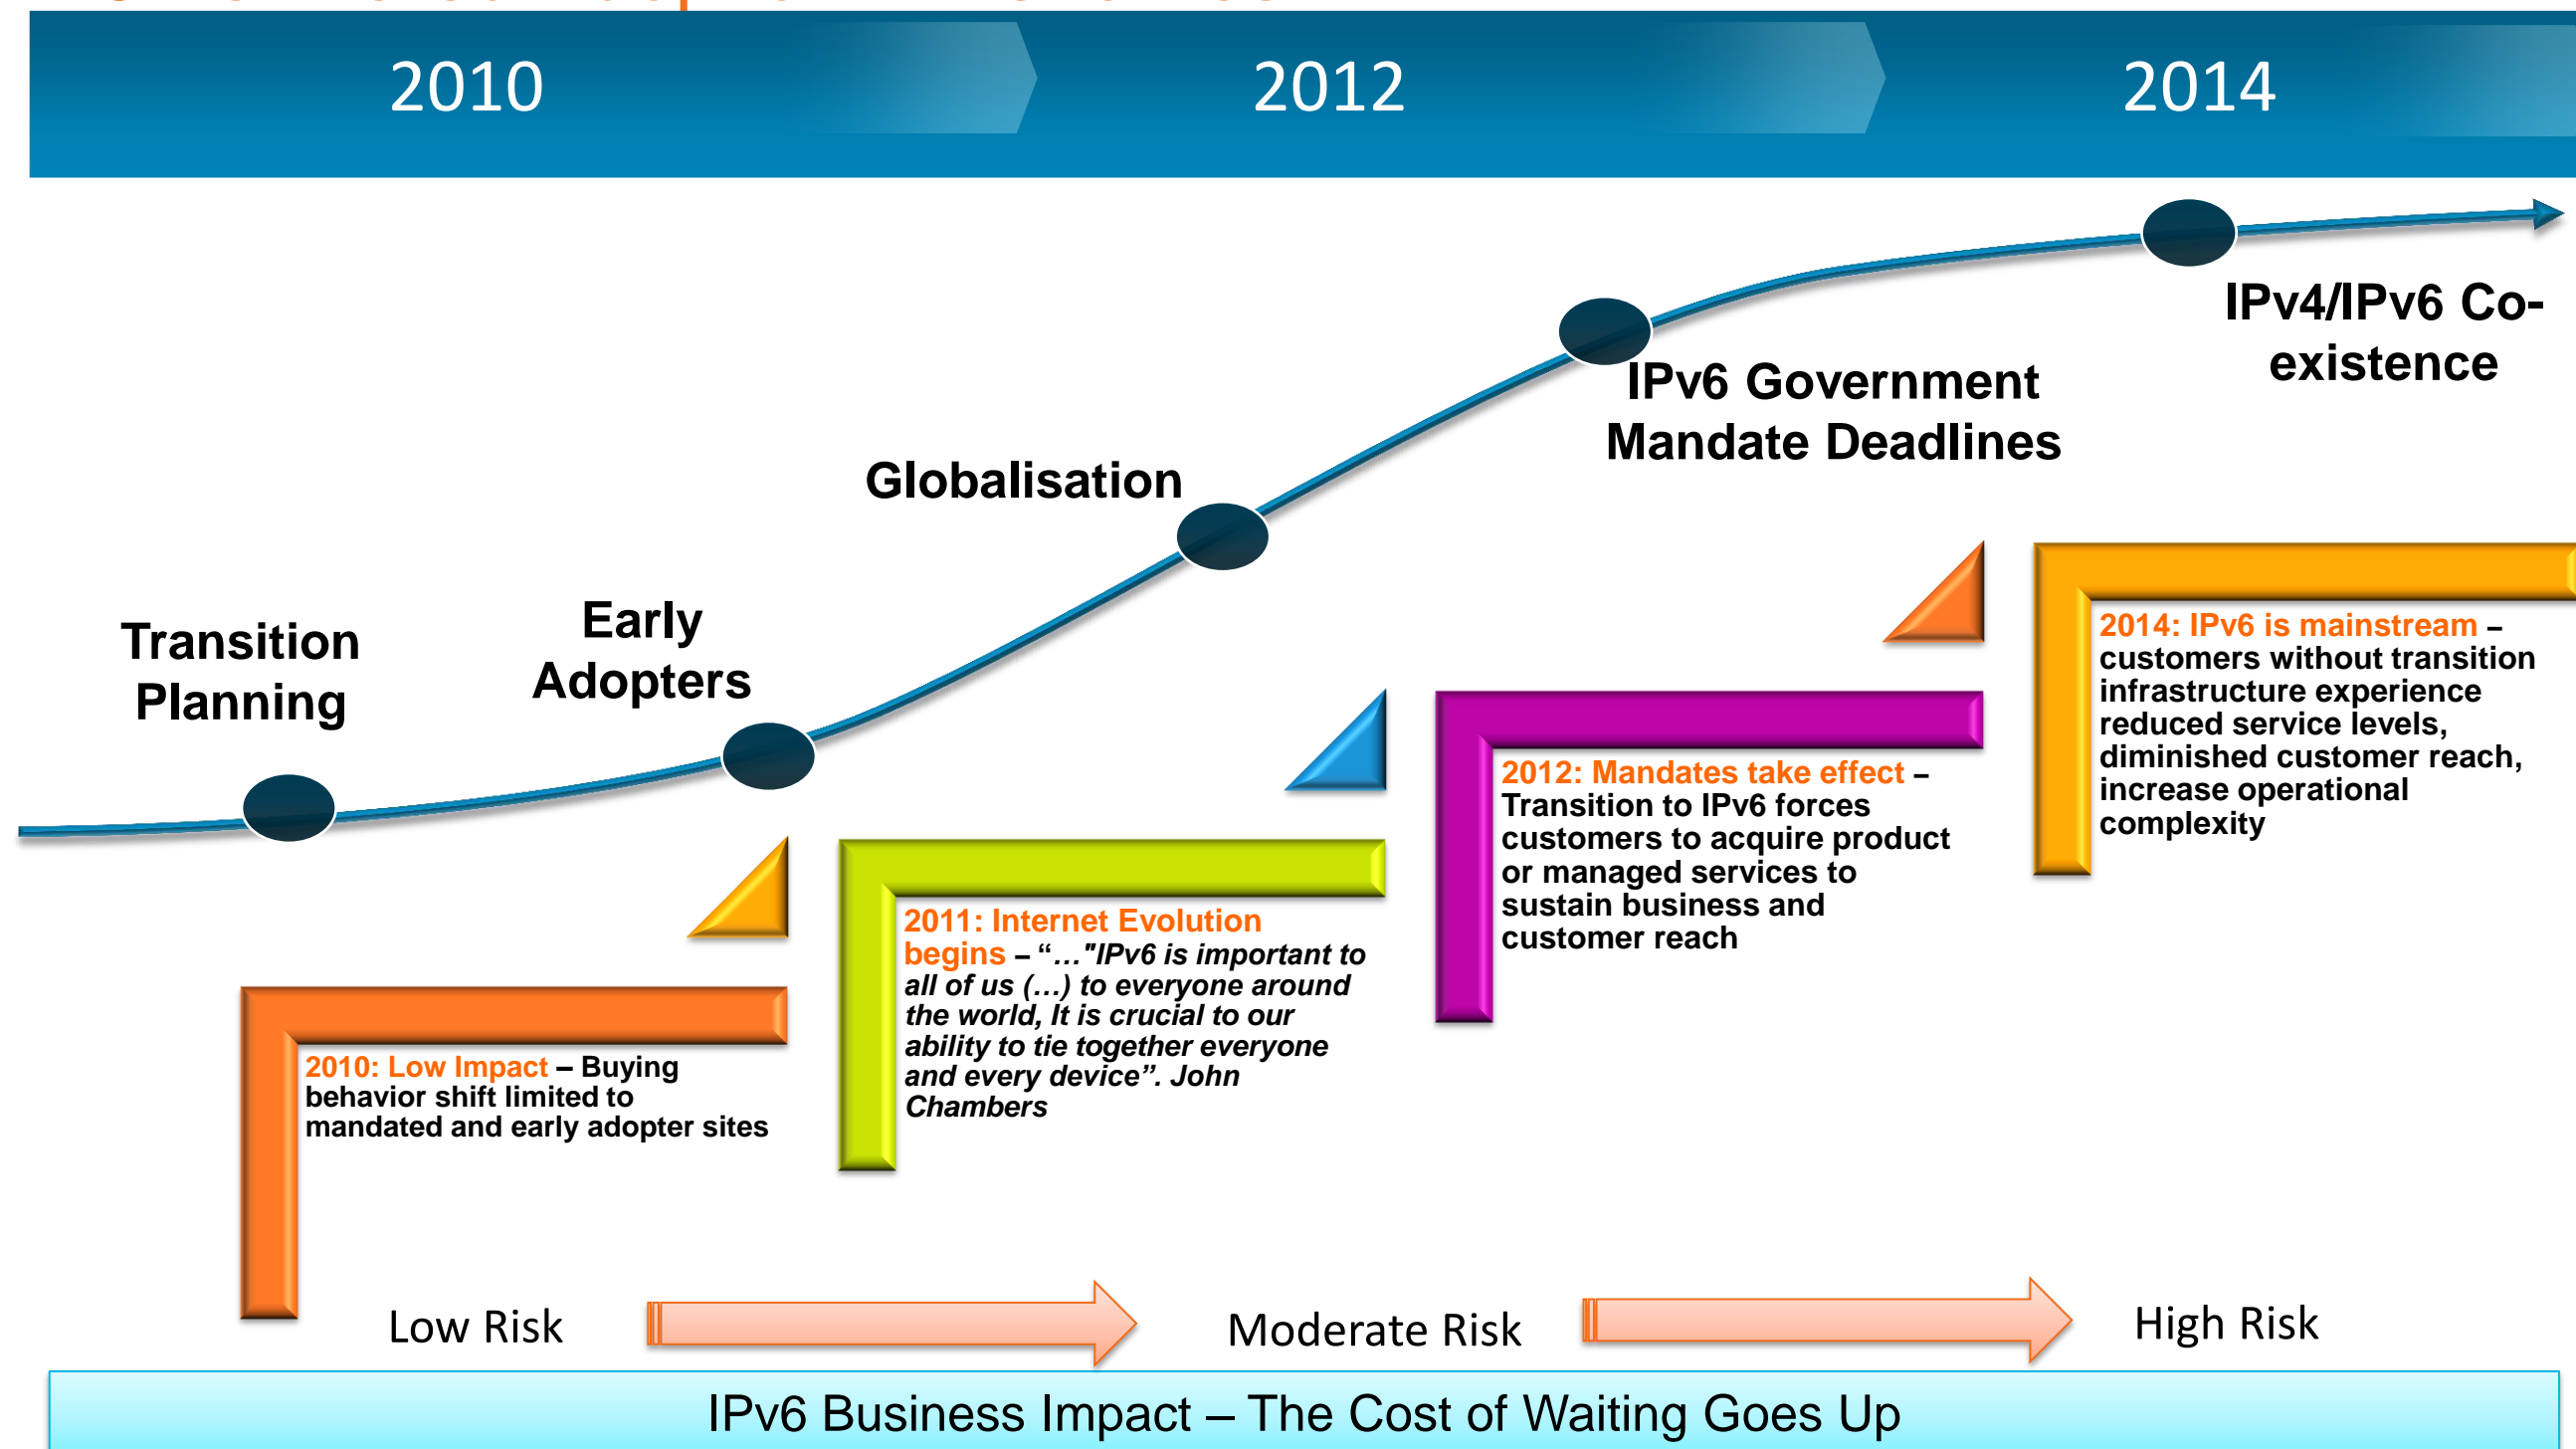 2010
2012
2014
IPv4/IPv6 Co-
existence
IPv6 Government
Mandate Deadlines
Globalisation
Early
Adopters
Transition
Planning
2010: Low Impact – Buying
behavior shift limited to
mandated and early adopter sites
2011: Internet Evolution
begins – “…"IPv6 is important to
all of us (…) to everyone around
the world, It is crucial to our
ability to tie together everyone
and every device”. John
Chambers
2012: Mandates take effect –
Transition to IPv6 forces
customers to acquire product
or managed services to
sustain business and
customer reach
2014: IPv6 is mainstream –
customers without transition
infrastructure experience
reduced service levels,
diminished customer reach,
increase operational
complexity
Low Risk
Moderate Risk
High Risk
IPv6 Business Impact – The Cost of Waiting Goes Up